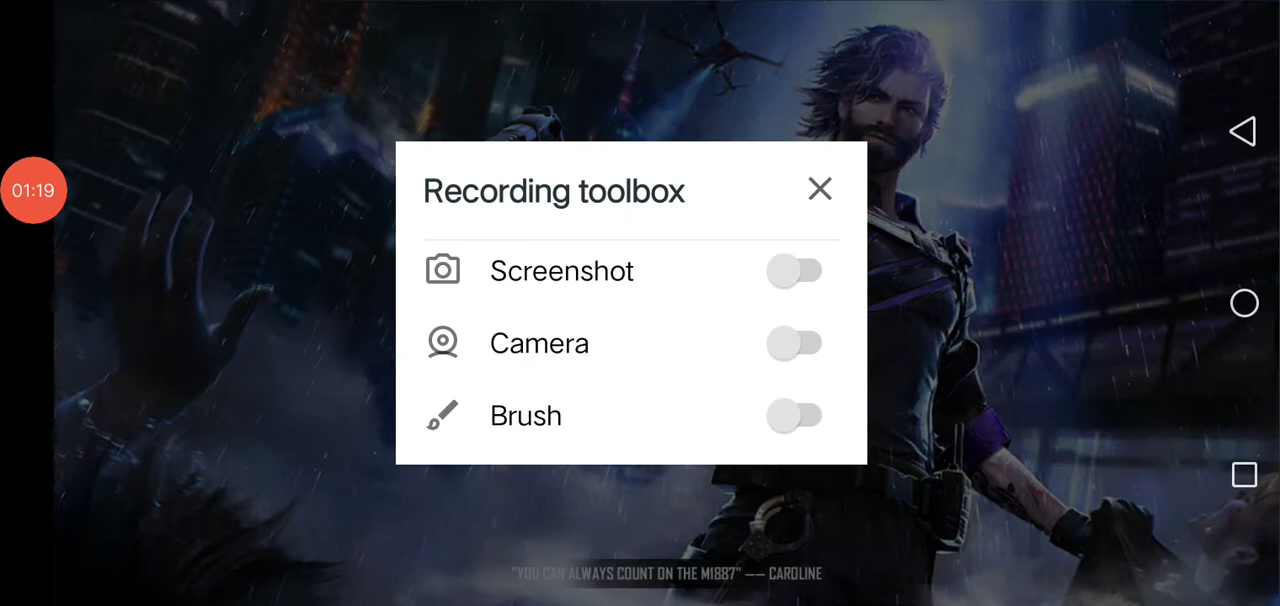 01:19
Recording toolbox
Screenshot
Camera
Brush
"YOU CAN ALWAYS COUNT ON THE M1887" —— CAROLINE